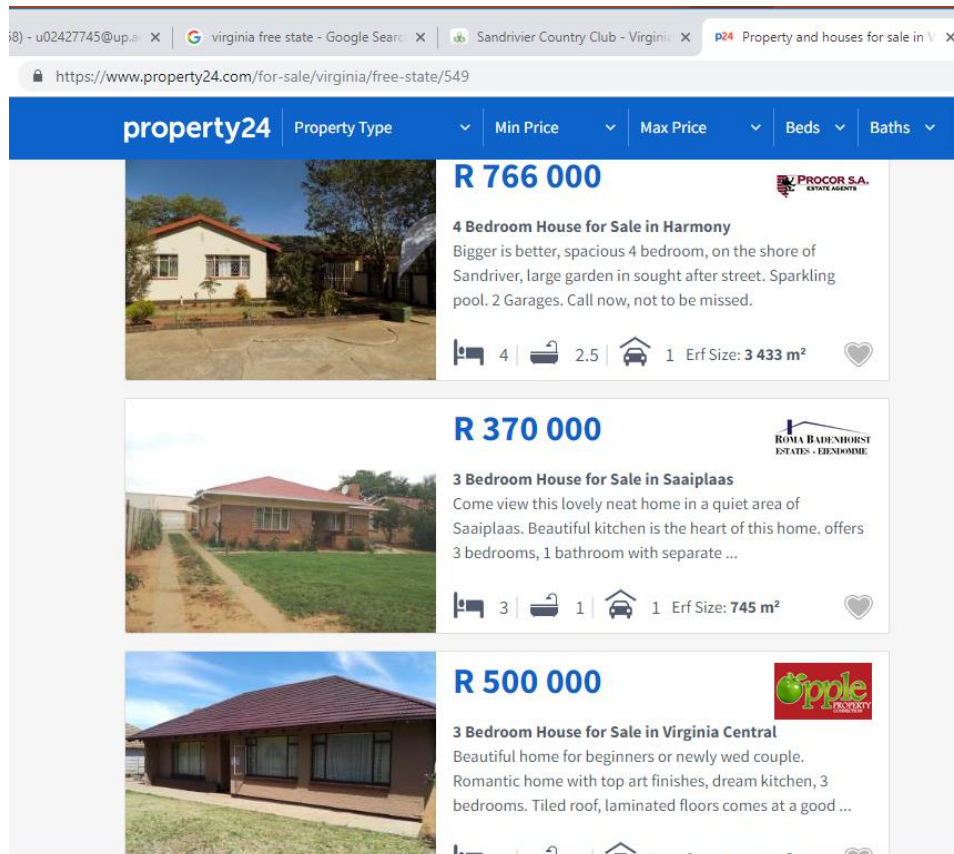 58) - u02427745@up.a
virginia free state - Google Searc
Sandrivier Country Club - Virgini
p24 Property and houses for sale in V
https://www.property24.com/for-sale/virginia/free-state/549
property24 Property Type Min Price Max Price Beds Baths
R 766 000
PROCOR S.A.
ESTATE AGENTS
4 Bedroom House for Sale in Harmony
Bigger is better, spacious 4 bedroom, on the shore of
Sandriver, large garden in sought after street. Sparkling
pool. 2 Garages. Call now, not to be missed.
4 2.5 1 Erf Size: 3 433 m²
R 370 000
ROMA BADENHORST
ESTATES - EIENDOMME
3 Bedroom House for Sale in Saaiplaas
Come view this lovely neat home in a quiet area of
Saaiplaas. Beautiful kitchen is the heart of this home. offers
3 bedrooms, 1 bathroom with separate ...
3 1 1 Erf Size: 745 m²
R 500 000
apple
PROPERTY
CONNECTION
3 Bedroom House for Sale in Virginia Central
Beautiful home for beginners or newly wed couple.
Romantic home with top art finishes, dream kitchen, 3
bedrooms. Tiled roof, laminated floors comes at a good ...